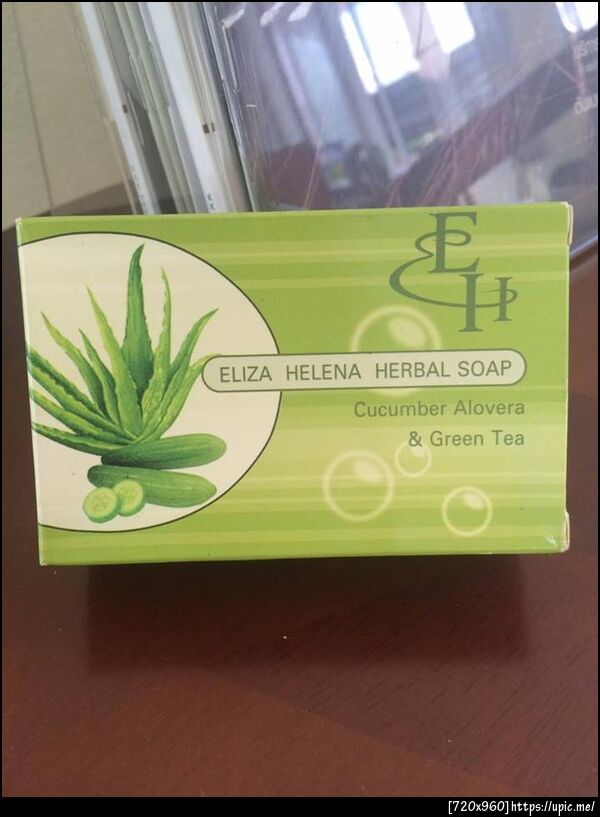 EH
ELIZA HELENA HERBAL SOAP
Cucumber Alovera
& Green Tea
[720x960]https://upic.me/